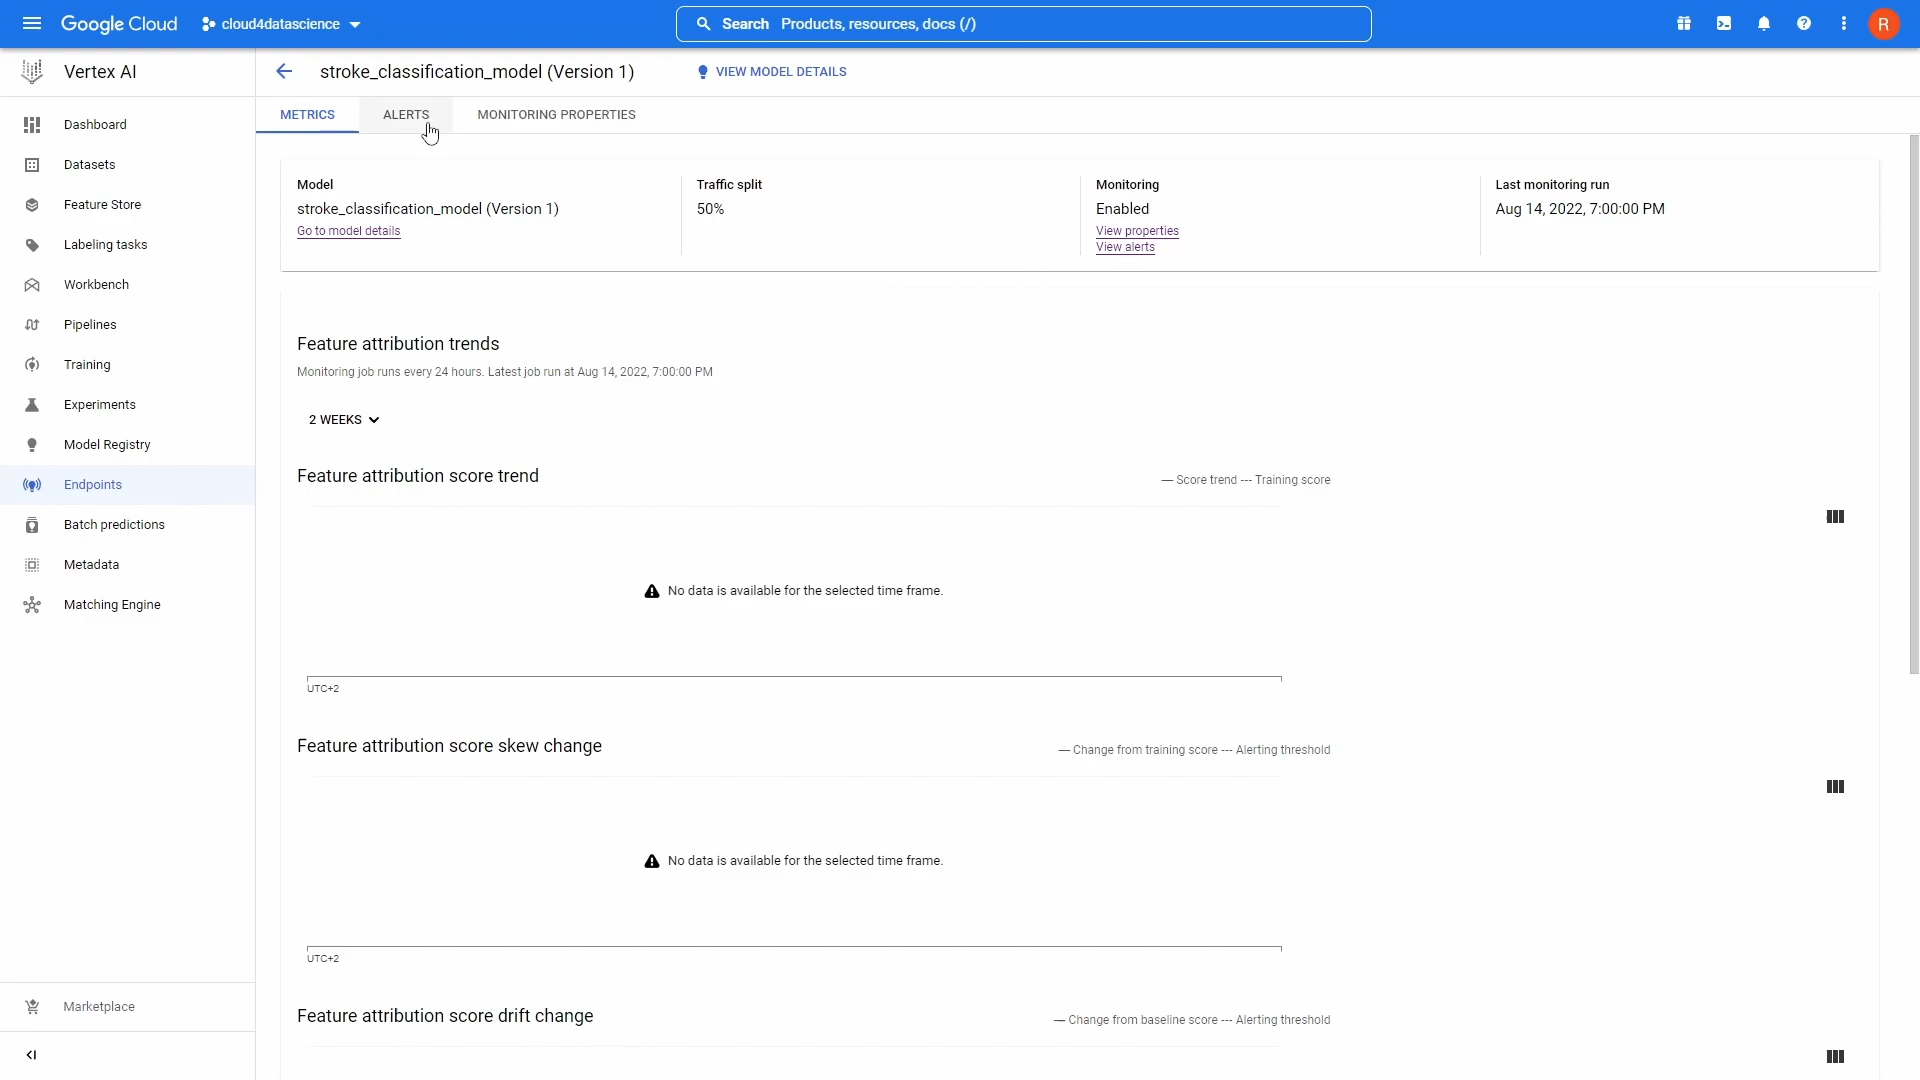 Google Cloud
cloud4datascience
Search Products, resources, docs (/)
R
Vertex AI
stroke_classification_model (Version 1)
VIEW MODEL DETAILS
METRICS
ALERTS
MONITORING PROPERTIES
Dashboard
Datasets
Feature Store
Labeling tasks
Workbench
Pipelines
Training
Experiments
Model Registry
Endpoints
Batch predictions
Metadata
Matching Engine
Marketplace
Model
stroke_classification_model (Version 1)
Go to model details
Traffic split
50%
Monitoring
Enabled
View properties
View alerts
Last monitoring run
Aug 14, 2022, 7:00:00 PM
Feature attribution trends
Monitoring job runs every 24 hours. Latest job run at Aug 14, 2022, 7:00:00 PM
2 WEEKS
Feature attribution score trend
— Score trend --- Training score
No data is available for the selected time frame.
UTC+2
Feature attribution score skew change
— Change from training score --- Alerting threshold
No data is available for the selected time frame.
UTC+2
Feature attribution score drift change
— Change from baseline score --- Alerting threshold